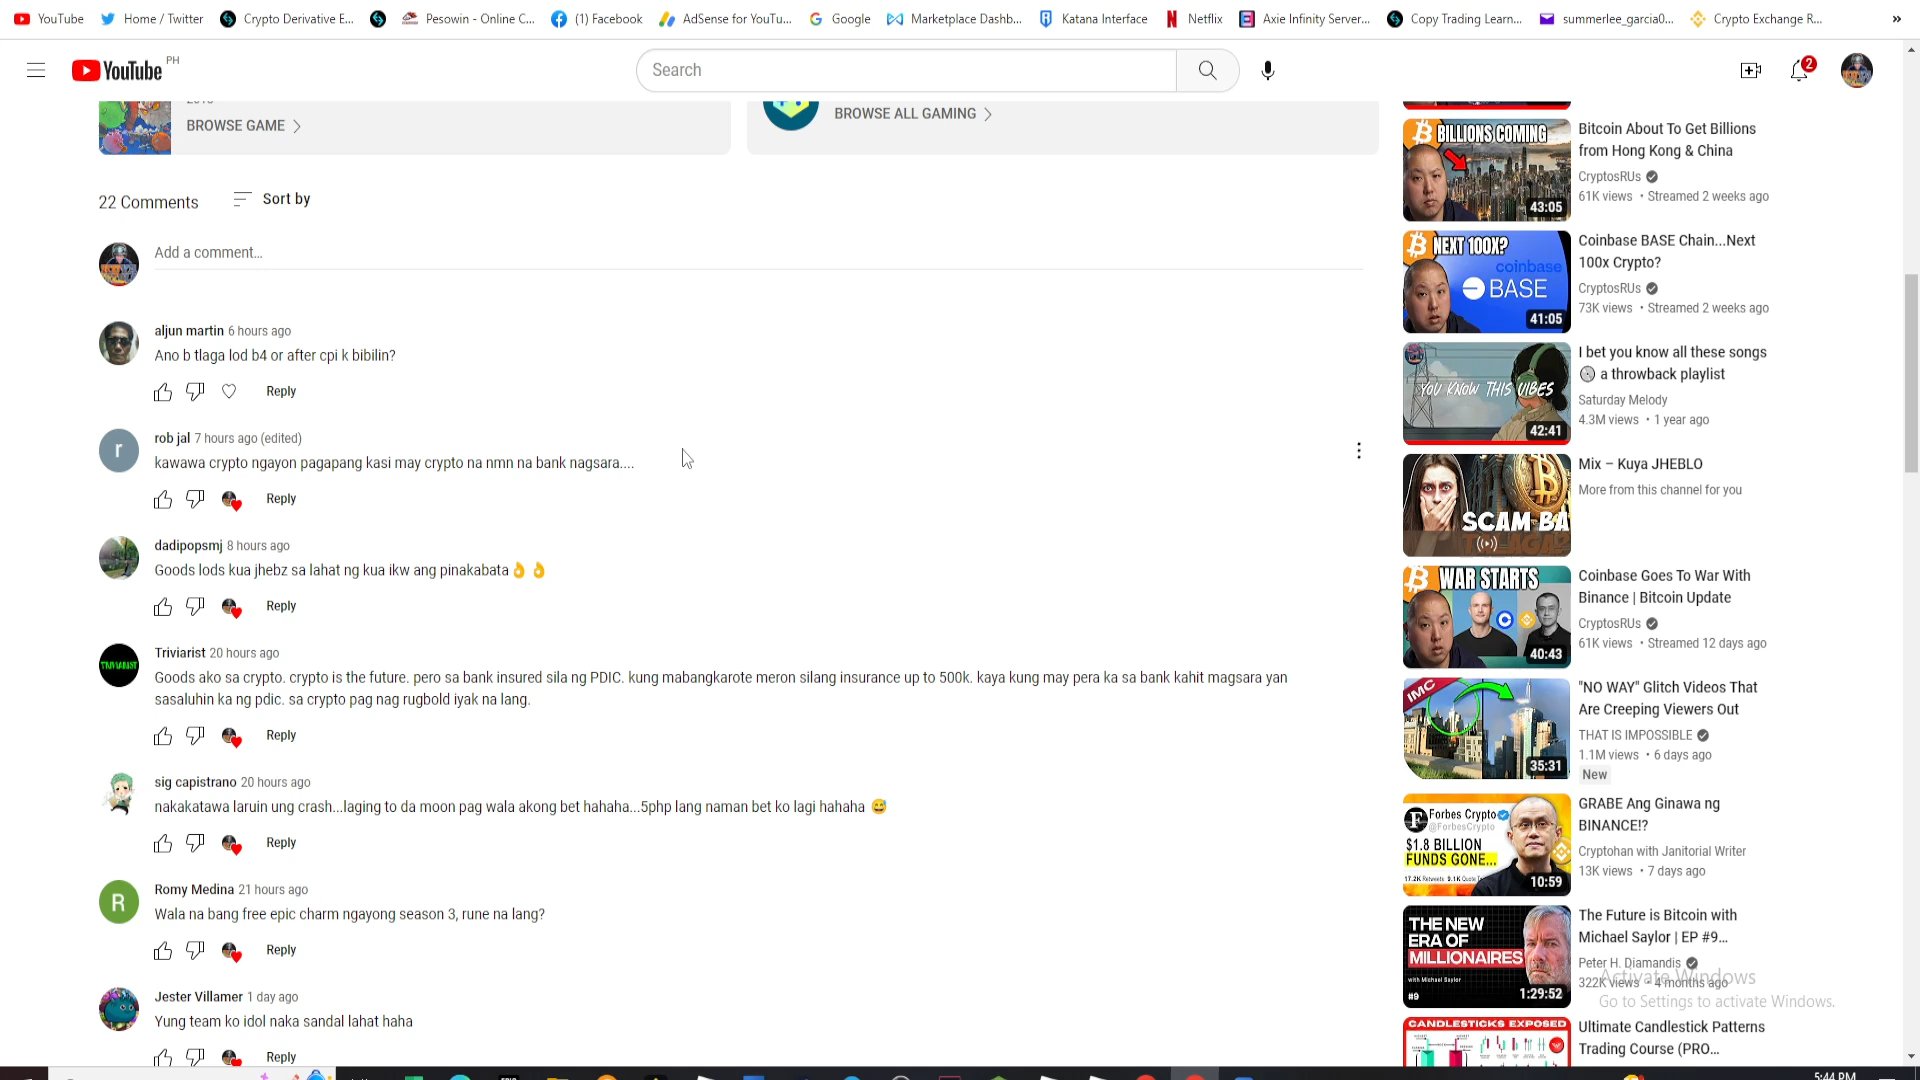 YouTube
Home / Twitter
Crypto Derivative E...
Pesowin - Online C...
(1) Facebook
AdSense for YouTu...
Google
Marketplace Dashb...
Katana Interface
Netflix
Axie Infinity Server...
Copy Trading Learn...
summerlee_garcia0...
Crypto Exchange R...
»
YouTube PH
Search
2
BROWSE GAME
BROWSE ALL GAMING
22 Comments
Sort by
Add a comment...
aljun martin 6 hours ago
Ano b tlaga lod b4 or after cpi k bibilin?
Reply
r
rob jal 7 hours ago (edited)
kawawa crypto ngayon pagapang kasi may crypto na nmn na bank nagsara....
Reply
dadipopsmj 8 hours ago
Goods lods kua jhebz sa lahat ng kua ikw ang pinakabata👌👌
Reply
TRIVIARIST
Triviarist 20 hours ago
Goods ako sa crypto. crypto is the future. pero sa bank insured sila ng PDIC. kung mabangkarote meron silang insurance up to 500k. kaya kung may pera ka sa bank kahit magsara yan
sasaluhin ka ng pdic. sa crypto pag nag rugbold iyak na lang.
Reply
sig capistrano 20 hours ago
nakakatawa laruin ung crash...laging to da moon pag wala akong bet hahaha...5php lang naman bet ko lagi hahaha 😅
Reply
R
Romy Medina 21 hours ago
Wala na bang free epic charm ngayong season 3, rune na lang?
Reply
Jester Villamer 1 day ago
Yung team ko idol naka sandal lahat haha
Reply
BILLIONS COMING
43:05
Bitcoin About To Get Billions
from Hong Kong & China
CryptosRUs
61K views • Streamed 2 weeks ago
NEXT 100X?
coinbase
BASE
41:05
Coinbase BASE Chain...Next
100x Crypto?
CryptosRUs
73K views • Streamed 2 weeks ago
YOU KNOW THIS VIBES
42:41
I bet you know all these songs
a throwback playlist
Saturday Melody
4.3M views • 1 year ago
SCAM BA
TALAGA?
Mix – Kuya JHEBLO
More from this channel for you
WAR STARTS
40:43
Coinbase Goes To War With
Binance | Bitcoin Update
CryptosRUs
61K views • Streamed 12 days ago
IMC
35:31
"NO WAY" Glitch Videos That
Are Creeping Viewers Out
THAT IS IMPOSSIBLE
1.1M views • 6 days ago
New
Forbes Crypto
@ForbesCrypto
$1.8 BILLION
FUNDS GONE...
10:59
GRABE Ang Ginawa ng
BINANCE!?
Cryptohan with Janitorial Writer
13K views • 7 days ago
THE NEW
ERA OF
MILLIONAIRES
with Michael Saylor
#9
1:29:52
The Future is Bitcoin with
Michael Saylor | EP #9...
Peter H. Diamandis
322K views • 4 months ago
Activate Windows
Go to Settings to activate Windows.
CANDLESTICKS EXPOSED
Ultimate Candlestick Patterns
Trading Course (PRO...
5:44 PM